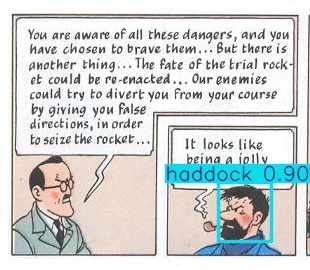 You are aware of all these dangers, and you
have chosen to brave them... But there is
another thing... The fate of the trial rock-
et could be re-enacted... Our enemies
could try to divert you from your course
by giving you false
directions, in order
to seize the rocket...
It looks like
being a jolly
haddock 0.90